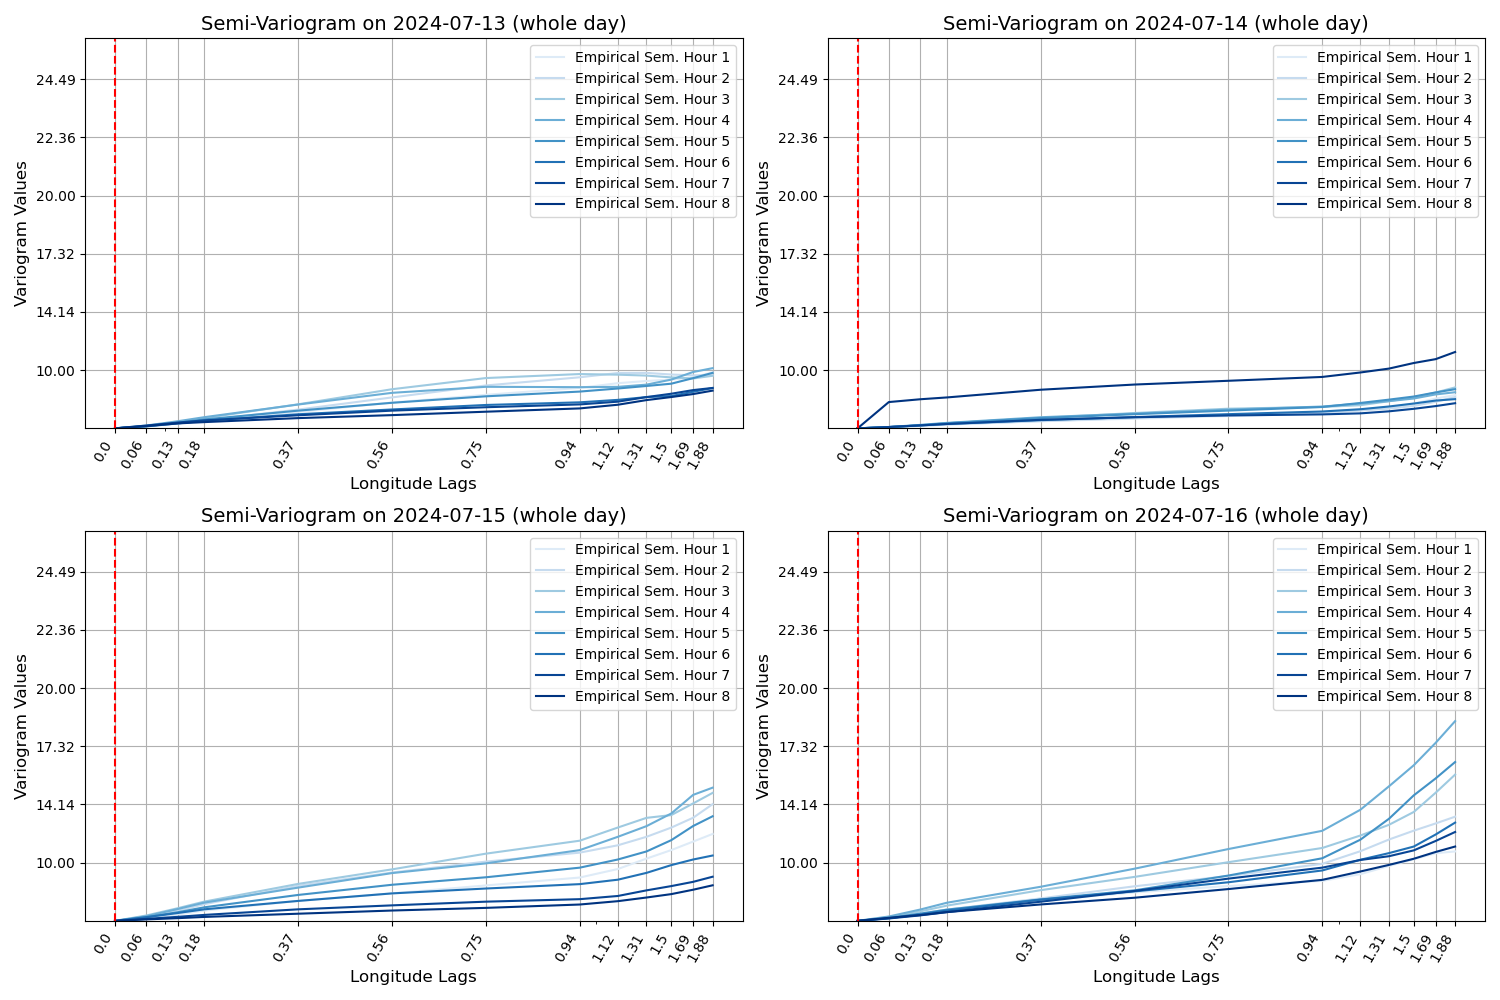 Semi-Variogram on 2024-07-13 (whole day)
Variogram Values
24.49
22.36
20.00
17.32
14.14
10.00
Empirical Sem. Hour 1
Empirical Sem. Hour 2
Empirical Sem. Hour 3
Empirical Sem. Hour 4
Empirical Sem. Hour 5
Empirical Sem. Hour 6
Empirical Sem. Hour 7
Empirical Sem. Hour 8
0.0 0.06 0.13 0.18 0.37 0.56 0.75 0.94 1.12 1.31 1.5 1.69 1.88
Longitude Lags
Semi-Variogram on 2024-07-14 (whole day)
Variogram Values
24.49
22.36
20.00
17.32
14.14
10.00
Empirical Sem. Hour 1
Empirical Sem. Hour 2
Empirical Sem. Hour 3
Empirical Sem. Hour 4
Empirical Sem. Hour 5
Empirical Sem. Hour 6
Empirical Sem. Hour 7
Empirical Sem. Hour 8
0.0 0.06 0.13 0.18 0.37 0.56 0.75 0.94 1.12 1.31 1.5 1.69 1.88
Longitude Lags
Semi-Variogram on 2024-07-15 (whole day)
Variogram Values
24.49
22.36
20.00
17.32
14.14
10.00
Empirical Sem. Hour 1
Empirical Sem. Hour 2
Empirical Sem. Hour 3
Empirical Sem. Hour 4
Empirical Sem. Hour 5
Empirical Sem. Hour 6
Empirical Sem. Hour 7
Empirical Sem. Hour 8
0.0 0.06 0.13 0.18 0.37 0.56 0.75 0.94 1.12 1.31 1.5 1.69 1.88
Longitude Lags
Semi-Variogram on 2024-07-16 (whole day)
Variogram Values
24.49
22.36
20.00
17.32
14.14
10.00
Empirical Sem. Hour 1
Empirical Sem. Hour 2
Empirical Sem. Hour 3
Empirical Sem. Hour 4
Empirical Sem. Hour 5
Empirical Sem. Hour 6
Empirical Sem. Hour 7
Empirical Sem. Hour 8
0.0 0.06 0.13 0.18 0.37 0.56 0.75 0.94 1.12 1.31 1.5 1.69 1.88
Longitude Lags